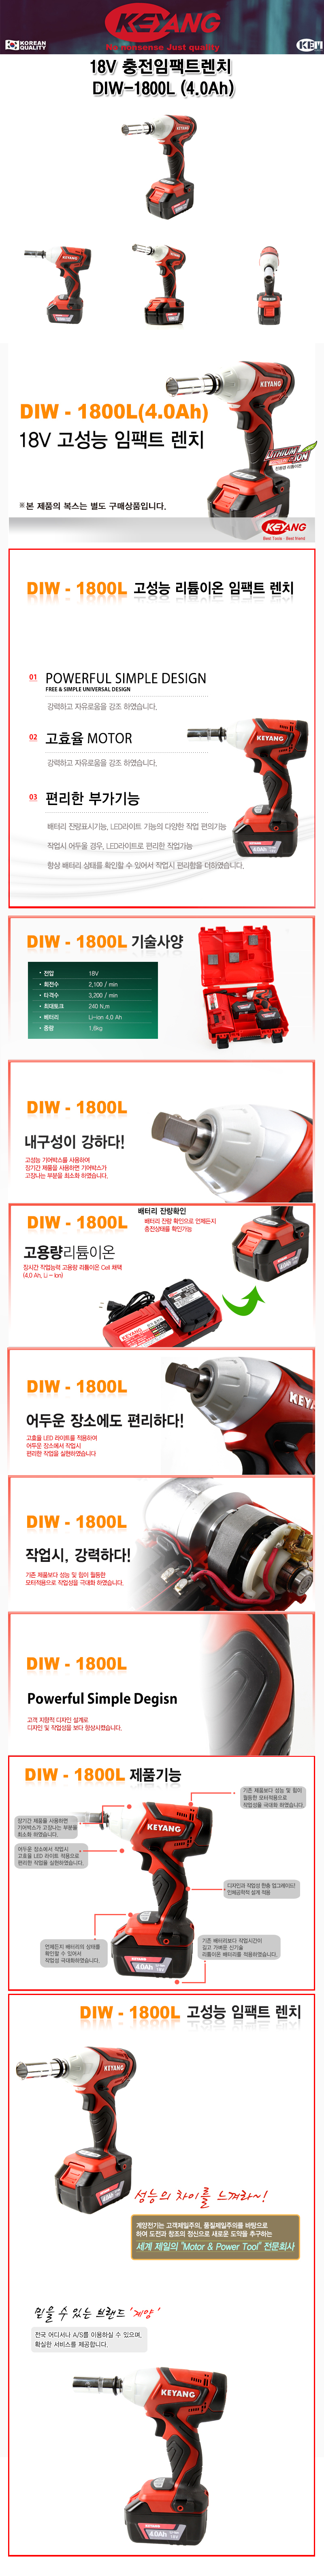 KEYANG
No nonsense Just quality
KOREAN
QUALITY
KEM
18V 충전임팩트렌치
DIW-1800L (4.0Ah)
DIW - 1800L(4.0Ah)
18V 고성능 임팩트 렌치
KEYANG
LITHIUM-ION
※본 제품의 복스는 별도 구매상품입니다.
KEYANG
Best Tools - Best friend
DIW - 1800L 고성능 리튬이온 임팩트 렌치
01 POWERFUL SIMPLE DESIGN
FREE & SIMPLE UNIVERSAL DESIGN
강력하고 자유로움을 강조 하였습니다.
02 고효율 MOTOR
강력하고 자유로움을 강조 하였습니다.
KEYANG
03 편리한 부가기능
배터리 잔량표시기능, LED라이트 기능의 다양한 작업 편의기능
작업시 어두울 경우, LED라이트로 편리한 작업가능
항상 배터리 상태를 확인할 수 있어서 작업시 편리함을 더하였습니다.
4.0Ah
DIW - 1800L 기술사양
• 전압 18V
• 회전수 2,100 / min
• 타격수 3,200 / min
• 최대토크 240 N.m
• 베터리 Li-ion 4.0 Ah
• 중량 1,6kg
DIW - 1800L
내구성이 강하다!
고성능 기어박스를 사용하여
장기간 제품을 사용하면 기어박스가
고장나는 부분을 최소화 하였습니다.
DIW - 1800L
배터리 잔량확인
배터리 잔량 확인으로 언제든지
충전상태를 확인가능
고용량리튬이온
장시간 작업능력 고용량 리튬이온 Cell 채택
(4.0 Ah, Li - Ion)
KEYANG
DIW - 1800L
어두운 장소에도 편리하다!
고효율 LED 라이트를 적용하여
어두운 장소에서 작업시
편리한 작업을 실현하였습니다
KEYA
DIW - 1800L
작업시, 강력하다!
기존 제품보다 성능 및 힘이 월등한
모터적용으로 작업성을 극대화 하였습니다.
DIW - 1800L
Powerful Simple Degisn
고객 지향적 디자인 설계로
디자인 및 작업성을 보다 향상시켰습니다.
DIW - 1800L 제품기능
기존 제품보다 성능 및 힘이
월등한 모터적용으로
작업성을 극대화 하였습니다.
장기간 제품을 사용하면
기어박스가 고장나는 부분을
최소화 하였습니다.
KEYANG
어두운 장소에서 작업시
고효율 LED 라이트 적용으로
편리한 작업을 실현하였습니다.
디자인과 작업성 한층 업그레이드!
인체공학적 설계 적용
언제든지 배터리의 상태를
확인할 수 있어서
작업성 극대화하였습니다.
기존 배터리보다 작업시간이
길고 가벼운 신기술
리튬이온 배터리를 적용하였습니다.
4.0Ah
DIW - 1800L 고성능 임팩트 렌치
KEYANG
성능의 차이를 느껴라~!
계양전기는 고객제일주의, 품질제일주의를 바탕으로
하여 도전과 창조의 정신으로 새로운 도약을 추구하는
세계 제일의 "Motor & Power Tool" 전문회사
믿을 수 있는 브랜드 '계양'
전국 어디서나 A/S를 이용하실 수 있으며,
확실한 서비스를 제공합니다.
KEYANG
4.0Ah